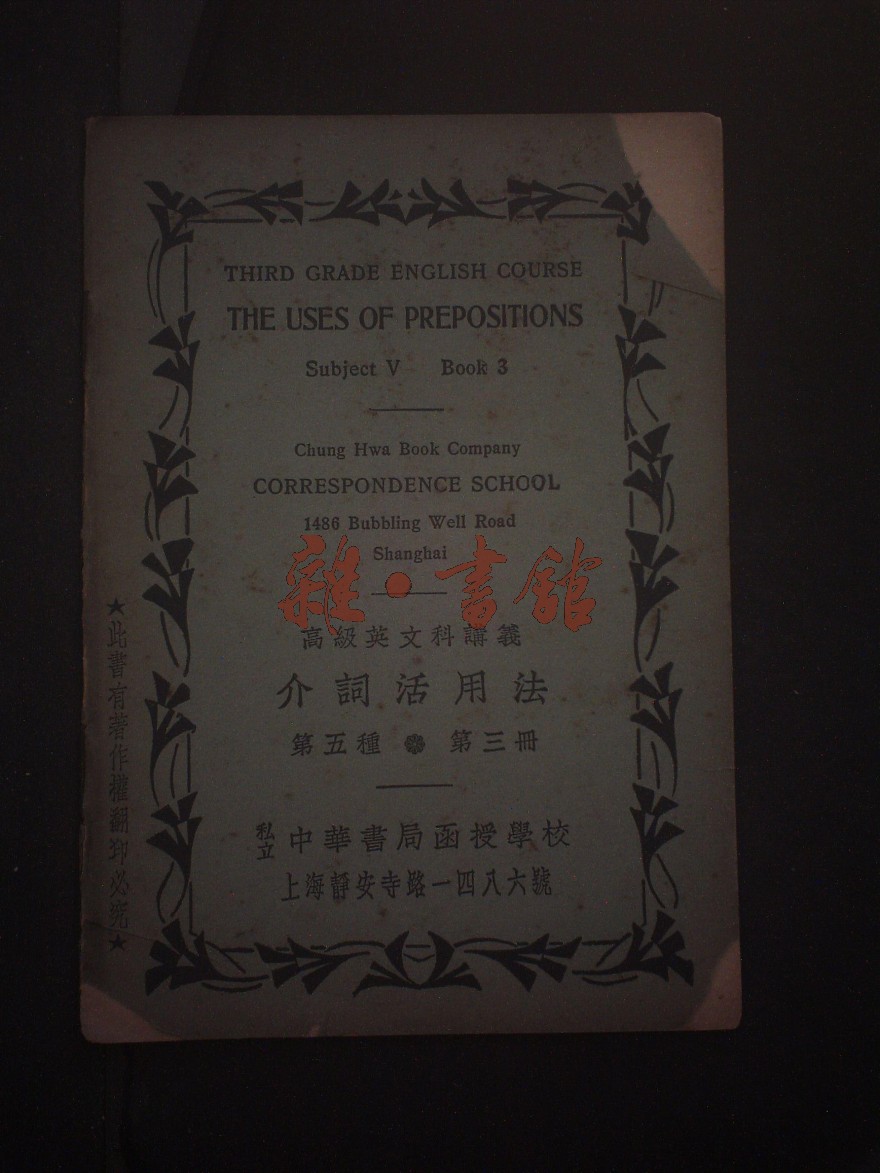 THIRD GRADE ENGLISH COURSE
THE USES OF PREPOSITIONS
Subject V Book 3
Chung Hwa Book Company
CORRESPONDENCE SCHOOL
1486 Bubbling Well Road
Shanghai
雜·書館
高級英文科講義
介詞活用法
第五種 第三冊
私立 中華書局函授學校
上海靜安寺路一四八六號
★此書有著作權翻印必究★